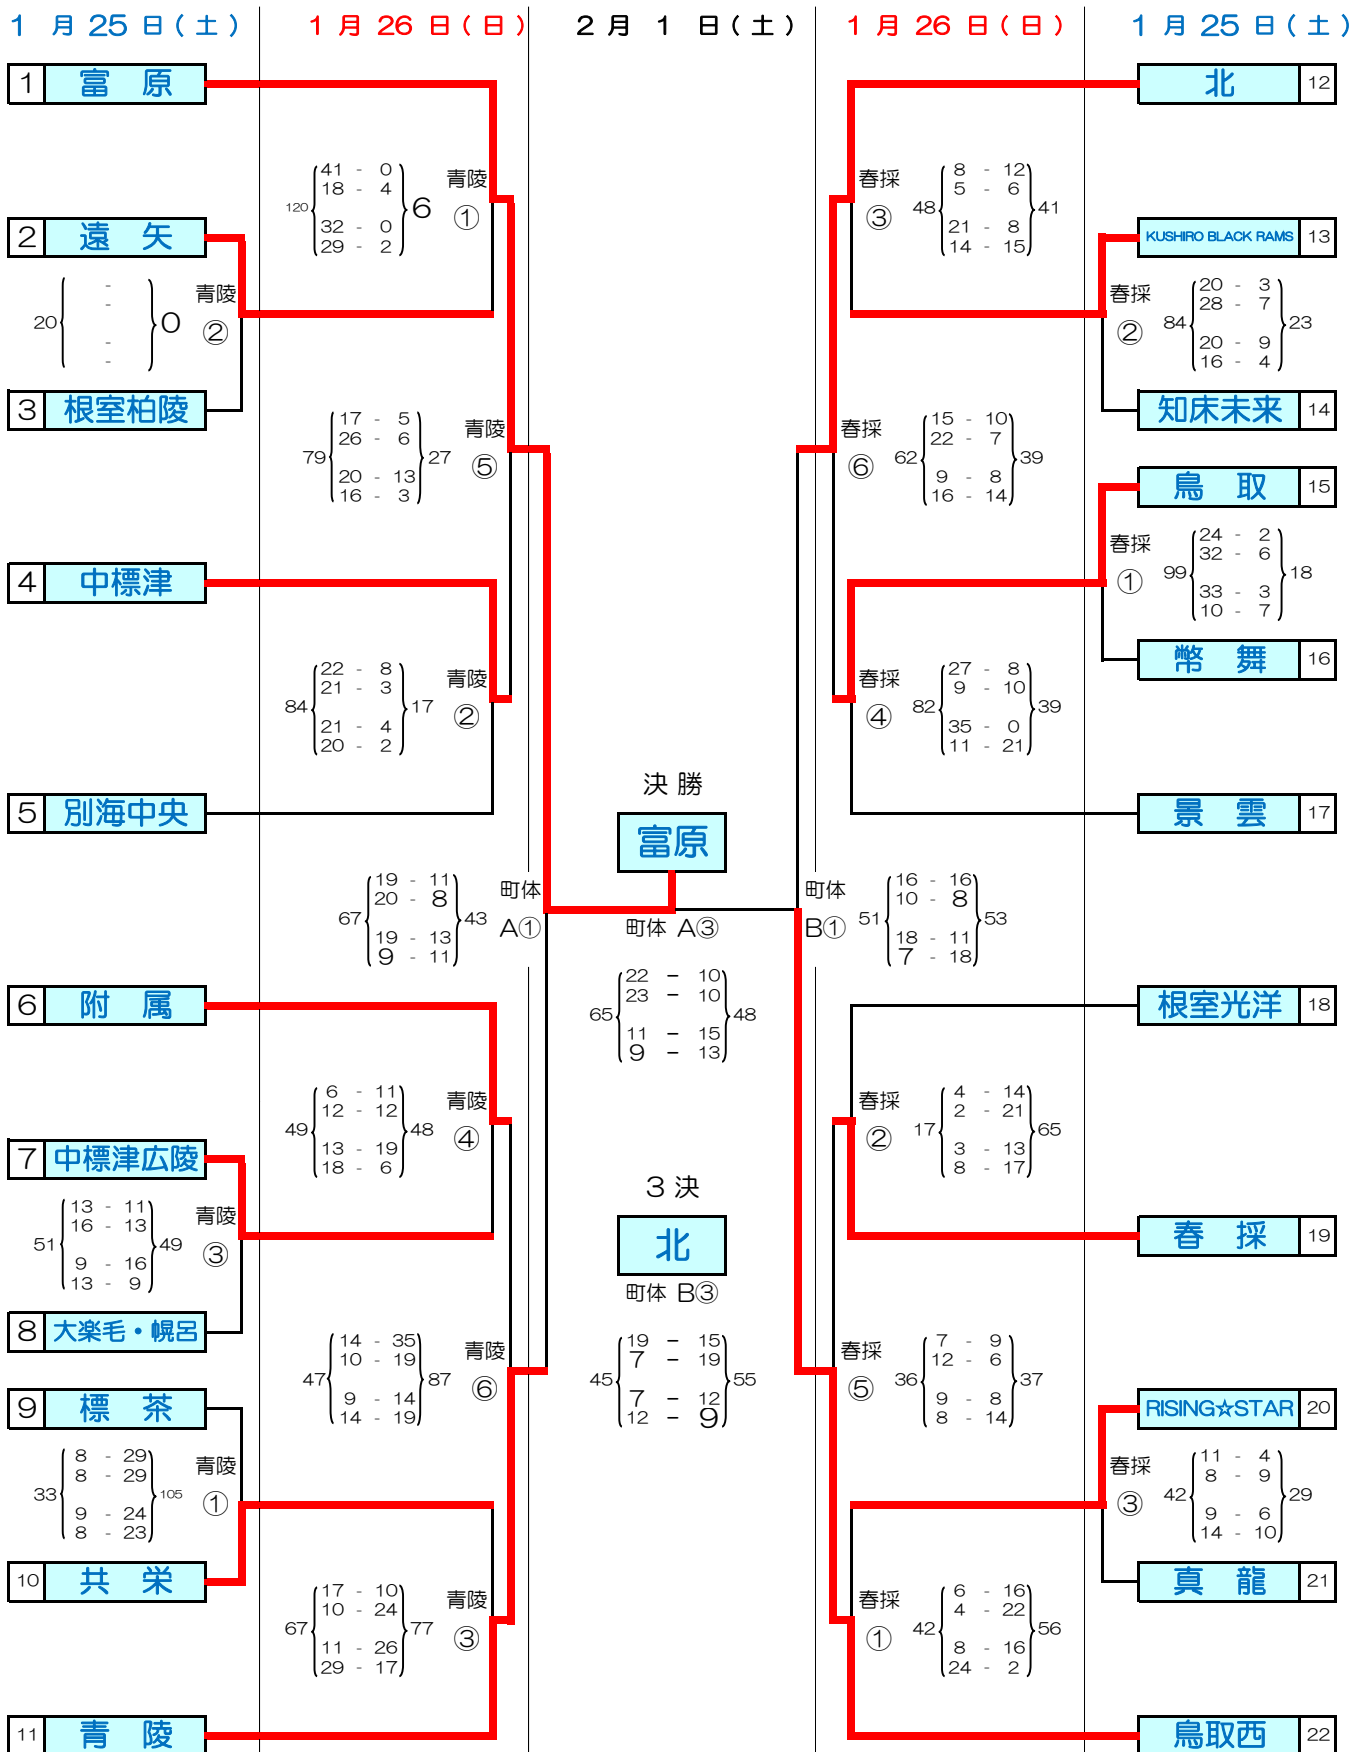 1 月 25 日(土) 1 月 26 日(日) 2 月 1 日(土) 1 月 26 日(日) 1 月 25 日(土)
1 富 原
北 12
41 - 0
18 - 4
120 6
32 - 0
29 - 2
青陵
①
春採
③
8 - 12
5 - 6
48 41
21 - 8
14 - 15
2 遠 矢
KUSHIRO BLACK RAMS 13
-
-
20 0
-
-
青陵
②
春採
②
20 - 3
28 - 7
84 23
20 - 9
16 - 4
3 根室柏陵
知床未来 14
17 - 5
26 - 6
79 27
20 - 13
16 - 3
青陵
⑤
春採
⑥
15 - 10
22 - 7
62 39
9 - 8
16 - 14
鳥 取 15
春採
①
24 - 2
32 - 6
99 18
33 - 3
10 - 7
4 中標津
幣 舞 16
22 - 8
21 - 3
84 17
21 - 4
20 - 2
青陵
②
春採
④
27 - 8
9 - 10
82 39
35 - 0
11 - 21
5 別海中央
景 雲 17
決 勝
富原
町体 A③
22 - 10
23 - 10
65 48
11 - 15
9 - 13
19 - 11
20 - 8
67 43
19 - 13
9 - 11
町体
A①
町体
B①
16 - 16
10 - 8
51 53
18 - 11
7 - 18
6 附 属
根室光洋 18
6 - 11
12 - 12
49 48
13 - 19
18 - 6
青陵
④
春採
②
4 - 14
2 - 21
17 65
3 - 13
8 - 17
7 中標津広陵
13 - 11
16 - 13
51 49
9 - 16
13 - 9
青陵
③
春 採 19
8 大楽毛・幌呂
3 決
北
町体 B③
19 - 15
7 - 19
45 55
7 - 12
12 - 9
14 - 35
10 - 19
47 87
9 - 14
14 - 19
青陵
⑥
春採
⑤
7 - 9
12 - 6
36 37
9 - 8
8 - 14
9 標 茶
RISING☆STAR 20
8 - 29
8 - 29
33 105
9 - 24
8 - 23
青陵
①
春採
③
11 - 4
8 - 9
42 29
9 - 6
14 - 10
10 共 栄
真 龍 21
17 - 10
10 - 24
67 77
11 - 26
29 - 17
青陵
③
春採
①
6 - 16
4 - 22
42 56
8 - 16
24 - 2
11 青 陵
鳥取西 22